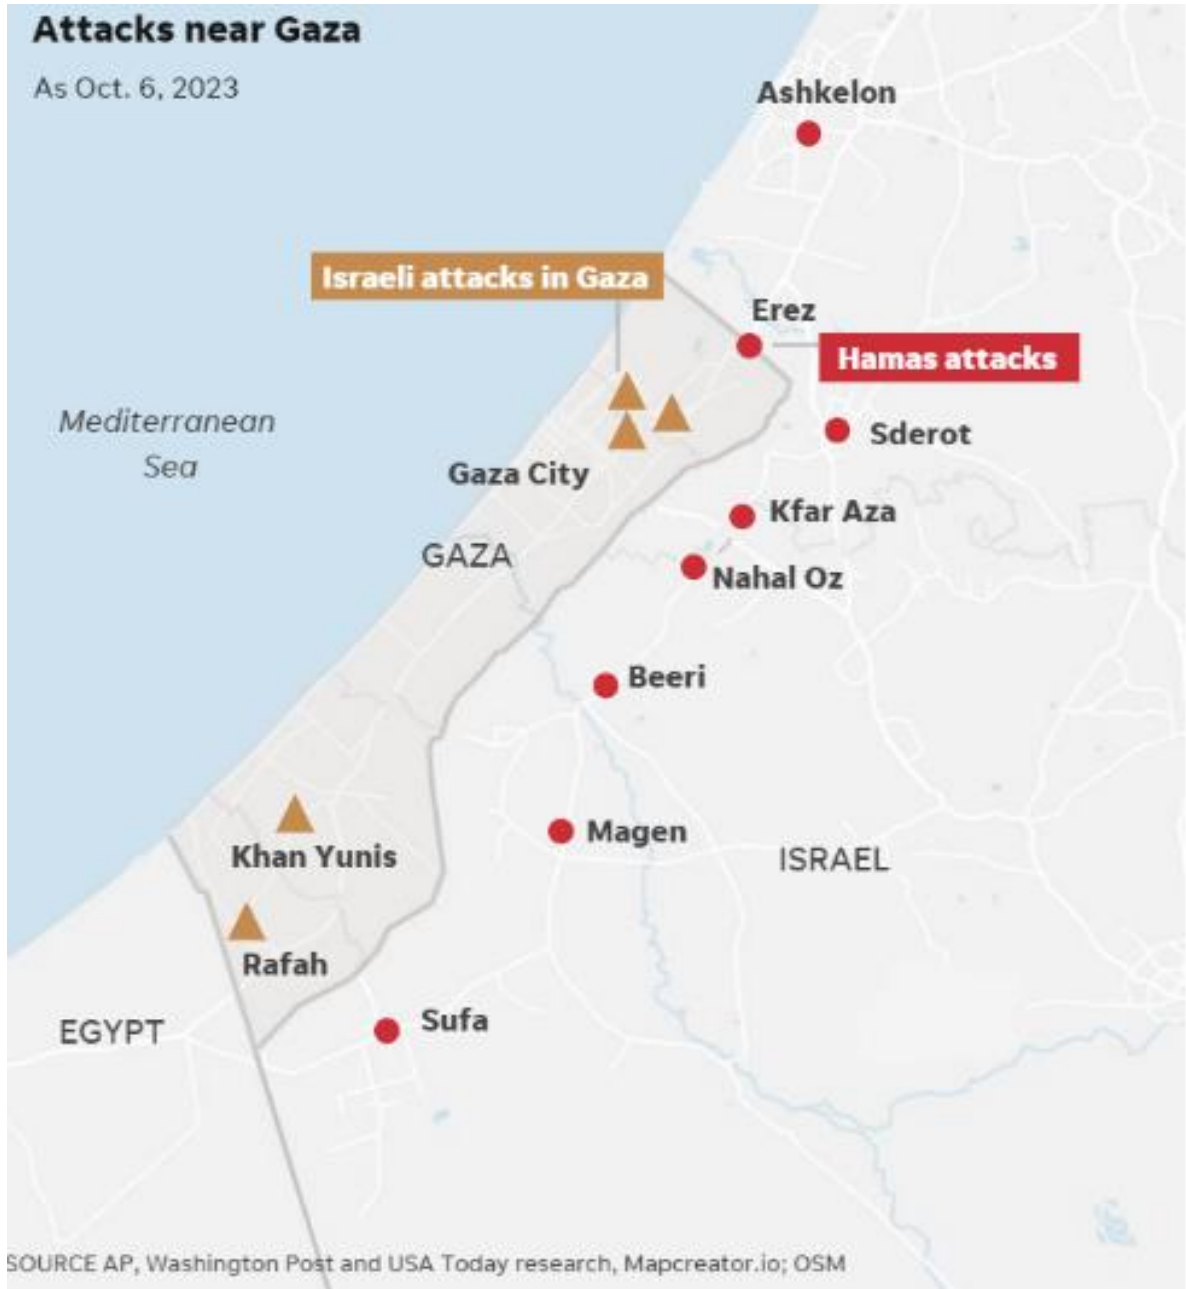 Attacks near Gaza
As Oct. 6, 2023
Ashkelon
Israeli attacks in Gaza
Erez
Hamas attacks
Mediterranean
Sea
Sderot
Gaza City
Kfar Aza
GAZA
Nahal Oz
Beeri
Magen
Khan Yunis
ISRAEL
Rafah
Sufa
EGYPT
SOURCE AP, Washington Post and USA Today research, Mapcreator.io; OSM